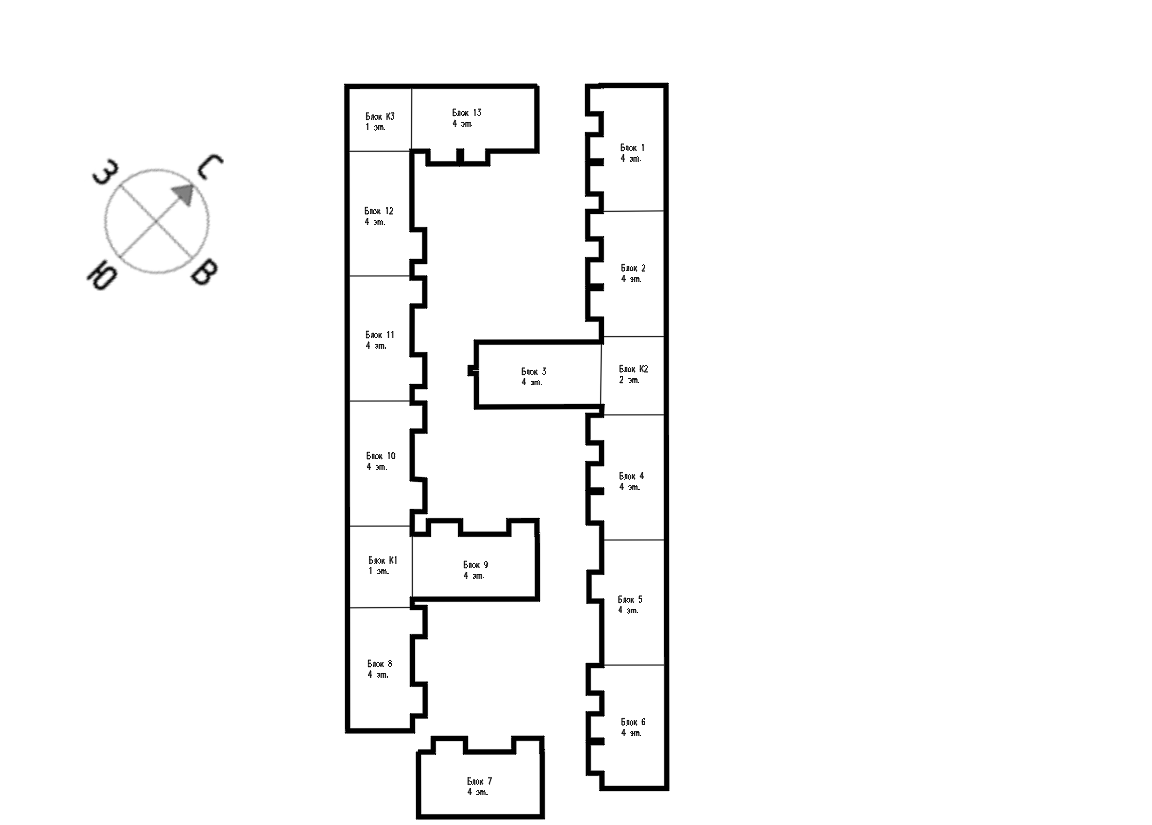 Блок К3
1 эт.
Блок 13
4 эт.
Блок 1
4 эт.
З
С
Ю
В
Блок 12
4 эт.
Блок 2
4 эт.
Блок 11
4 эт.
Блок 3
4 эт.
Блок К2
2 эт.
Блок 10
4 эт.
Блок 4
4 эт.
Блок К1
1 эт.
Блок 9
4 эт.
Блок 5
4 эт.
Блок 8
4 эт.
Блок 6
4 эт.
Блок 7
4 эт.